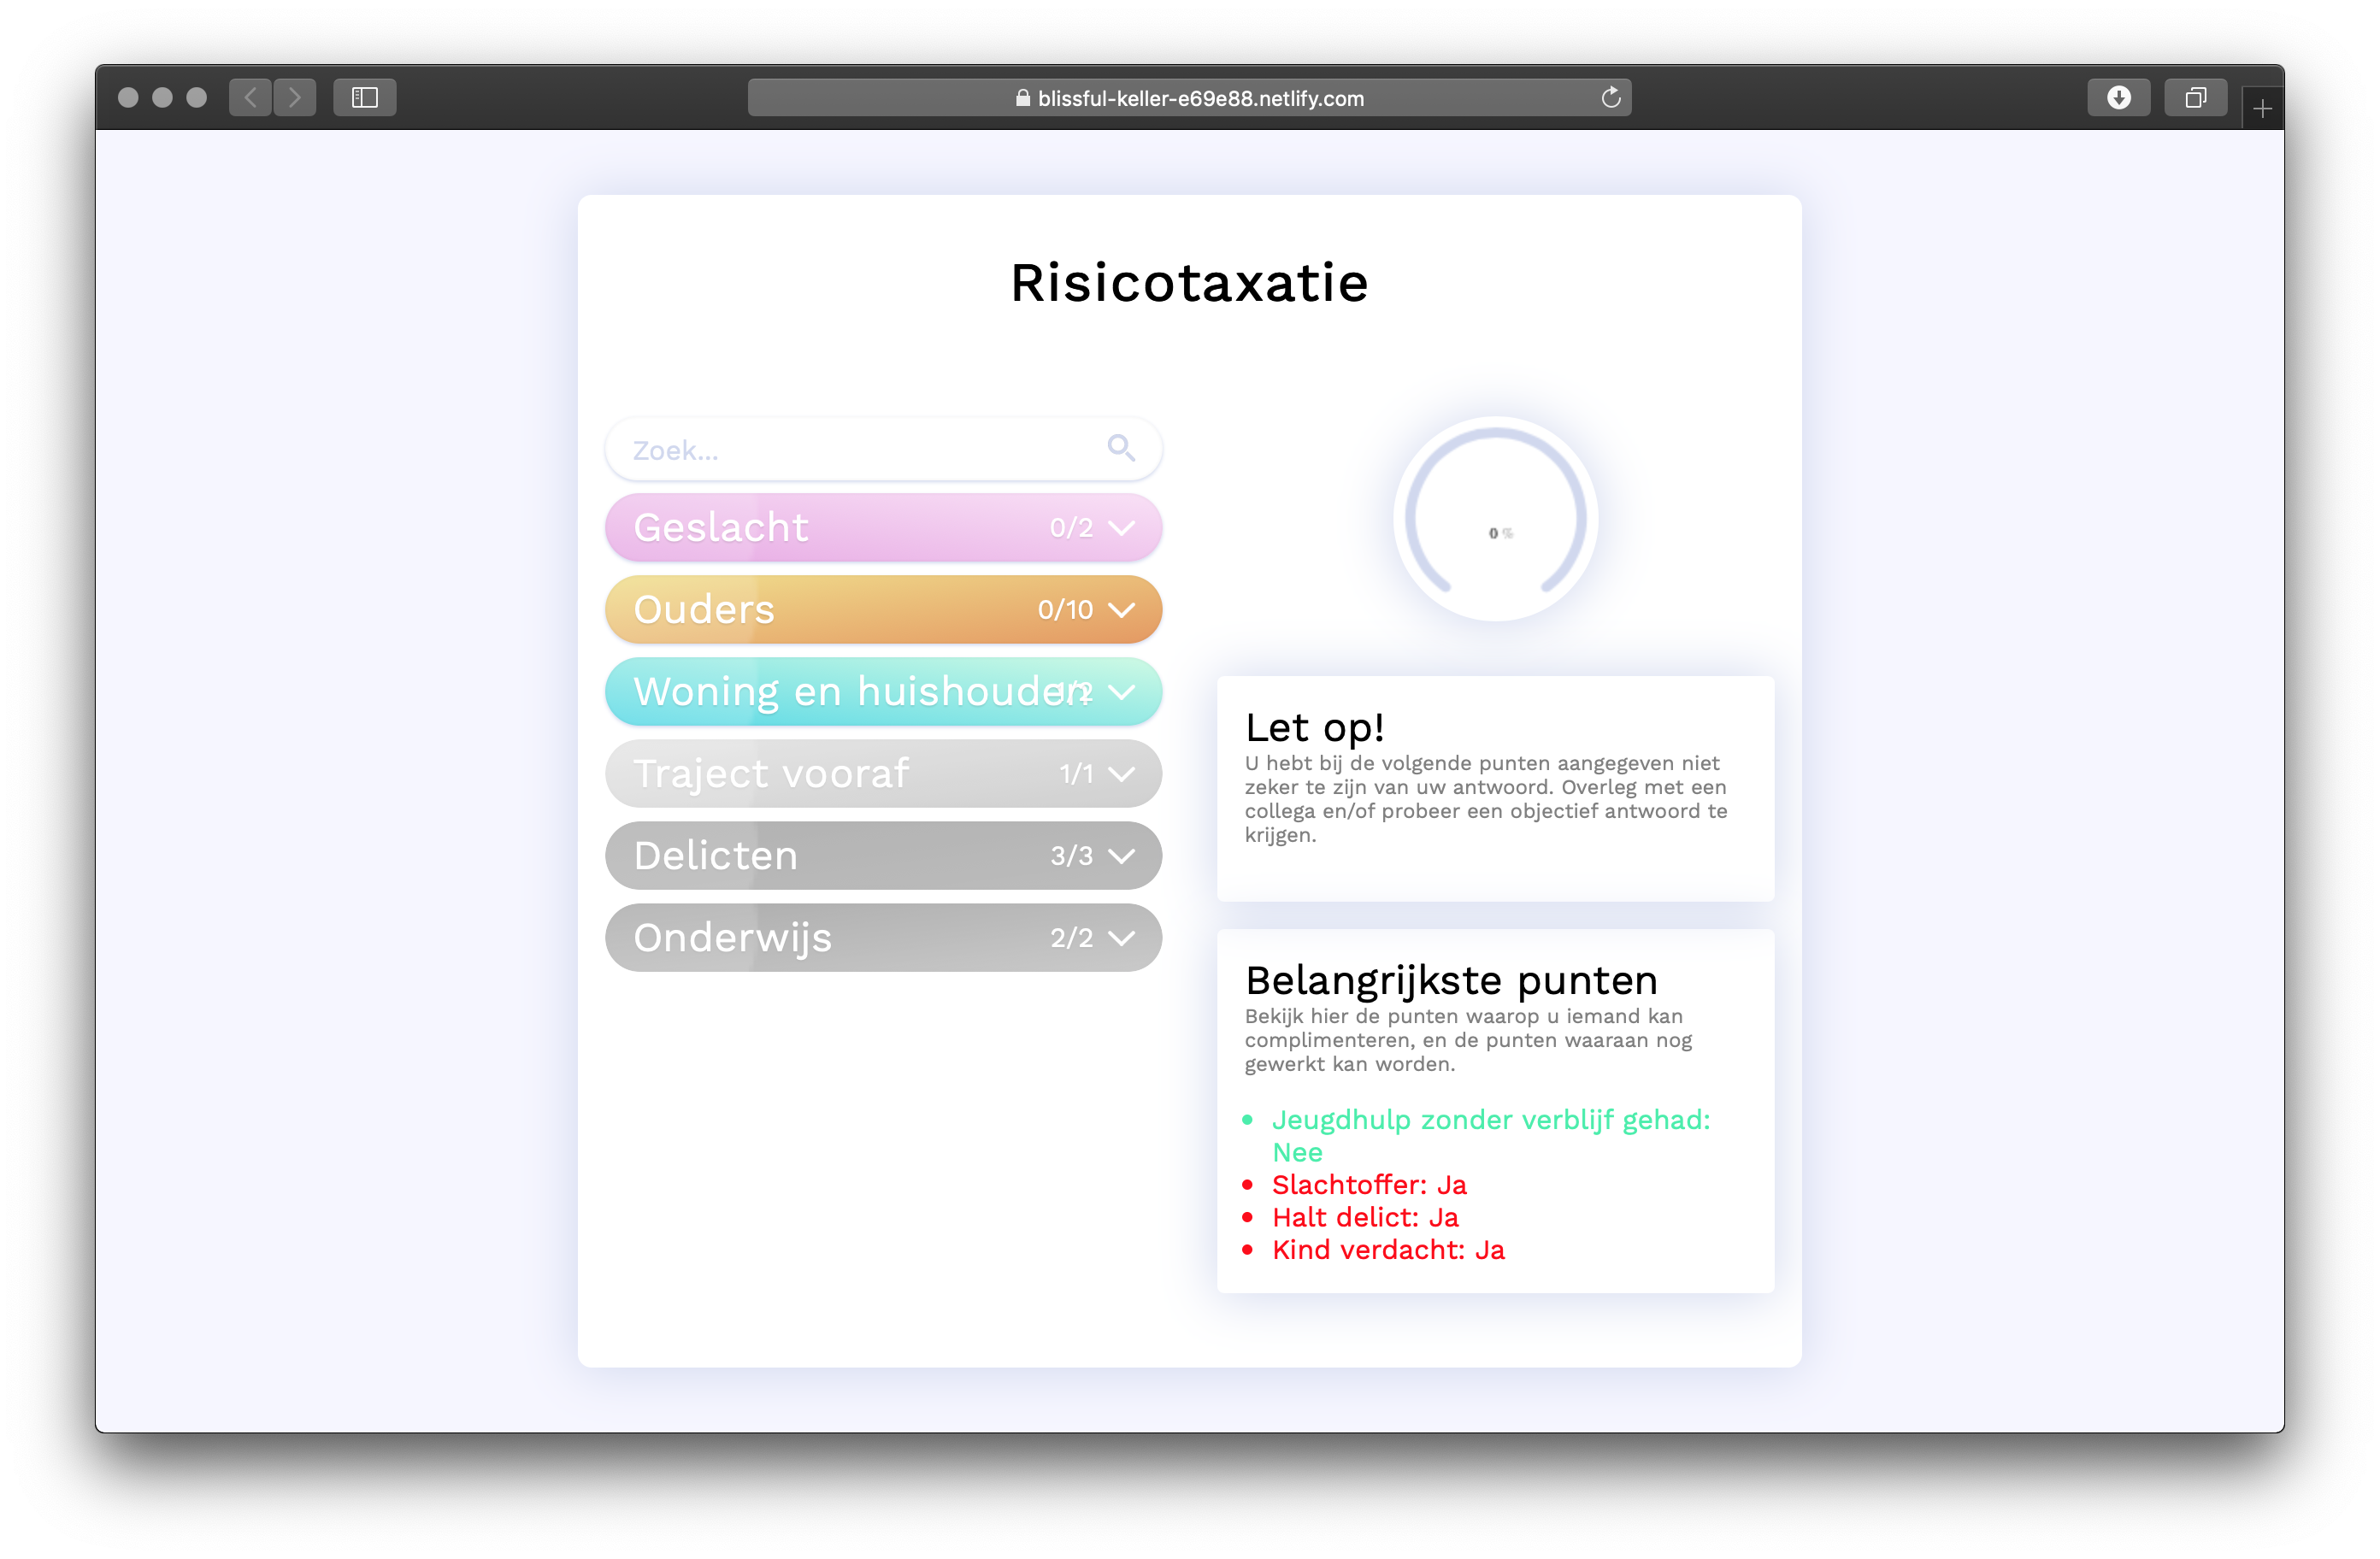 blissful-keller-e69e88.netlify.com
Risicotaxatie
Zoek...
Geslacht 0/2
Ouders 0/10
Woning en huishouden 1/2
Traject vooraf 1/1
Delicten 3/3
Onderwijs 2/2
0 %
Let op!
U hebt bij de volgende punten aangegeven niet
zeker te zijn van uw antwoord. Overleg met een
collega en/of probeer een objectief antwoord te
krijgen.
Belangrijkste punten
Bekijk hier de punten waarop u iemand kan
complimenteren, en de punten waaraan nog
gewerkt kan worden.
• Jeugdhulp zonder verblijf gehad:
Nee
• Slachtoffer: Ja
• Halt delict: Ja
• Kind verdacht: Ja